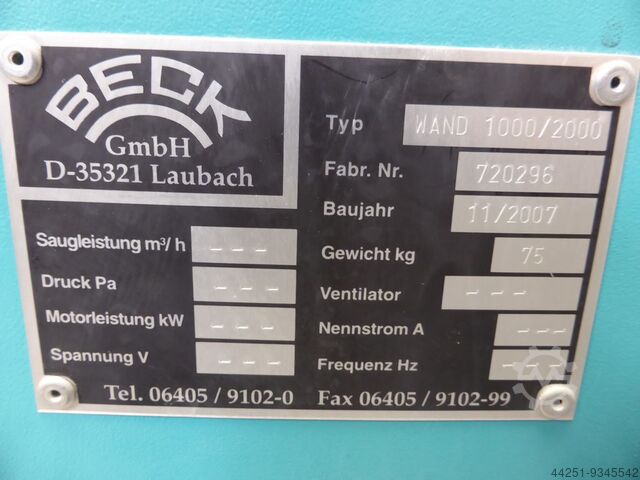 BECK
GmbH
D-35321 Laubach
Typ WAND 1000/2000
Fabr. Nr. 720296
Baujahr 11/2007
Saugleistung m³/h ---
Gewicht kg 75
Druck Pa ---
Ventilator ---
Motorleistung kW ---
Nennstrom A ---
Spannung V ---
Frequenz Hz ---
Tel. 06405 / 9102-0 Fax 06405 / 9102-99
44251-9345542